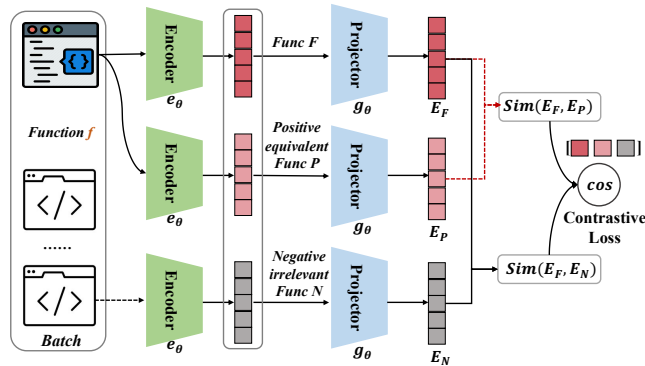 Function f
......
Batch
Encoder
e_θ
Func F
Projector
g_θ
E_F
Encoder
e_θ
Positive
equivalent
Func P
Projector
g_θ
E_P
Encoder
e_θ
Negative
irrelevant
Func N
Projector
g_θ
E_N
Sim(E_F, E_P)
cos
Contrastive
Loss
Sim(E_F, E_N)